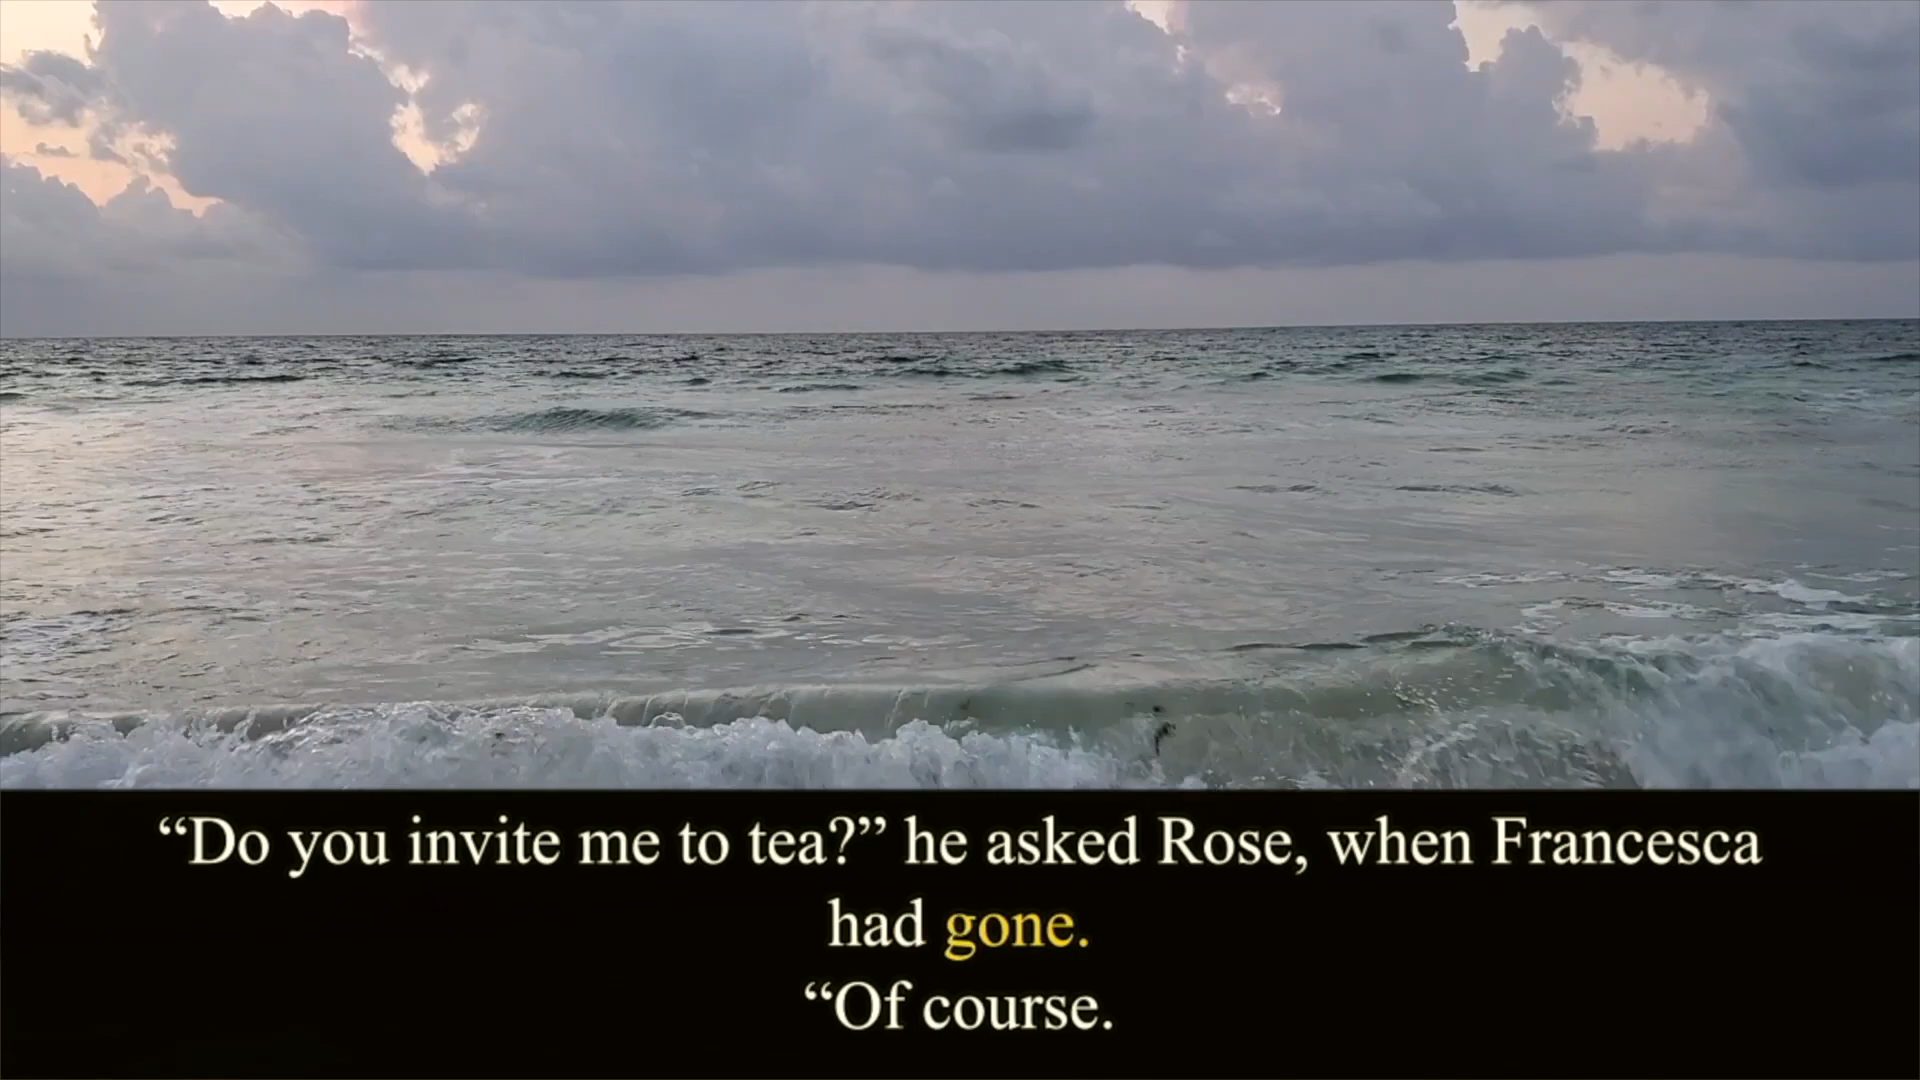 “Do you invite me to tea?” he asked Rose, when Francesca
had gone.
“Of course.